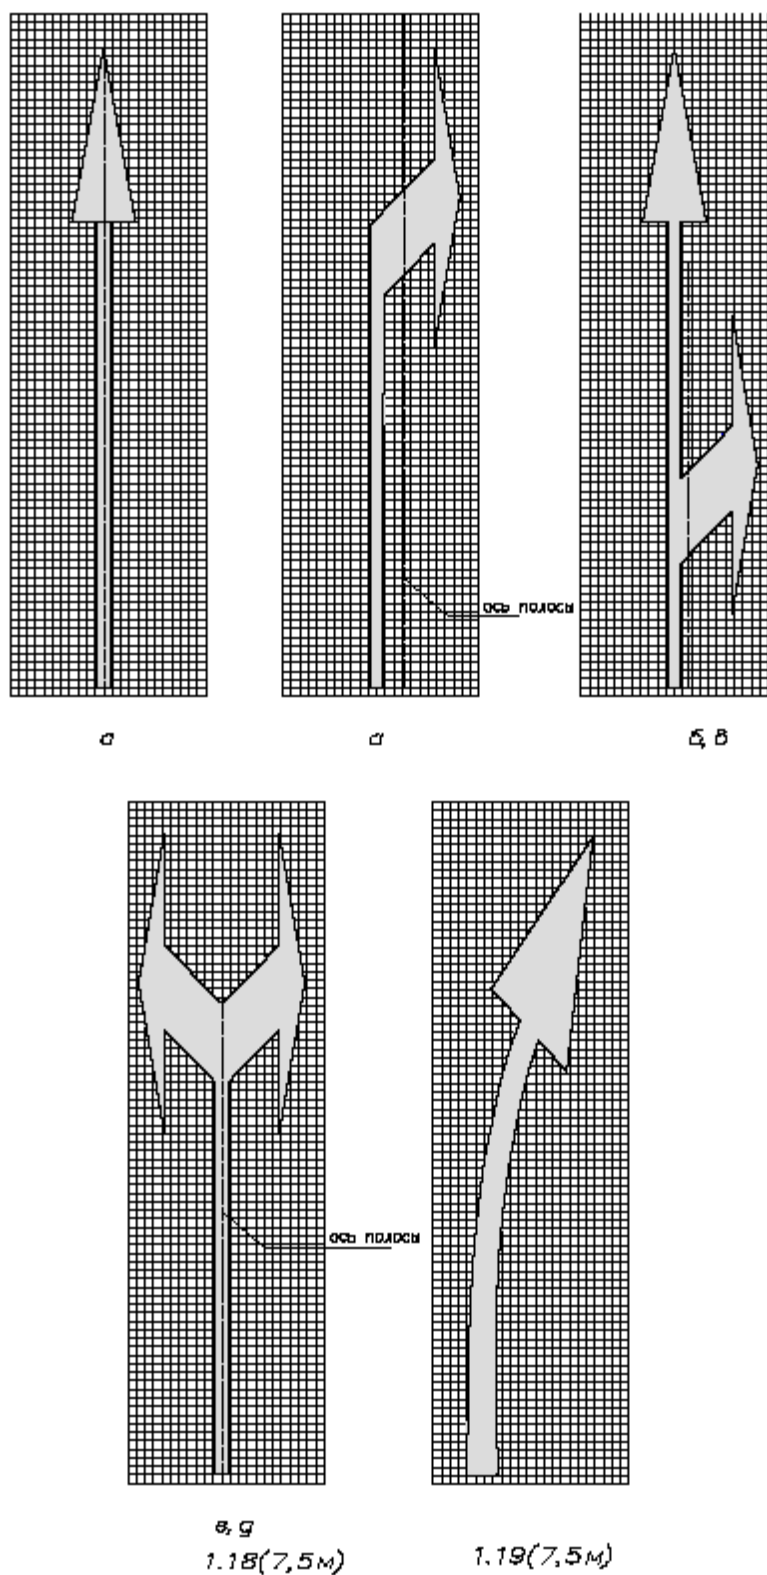 ось полосы
а
а
б, в
ось полосы
в, д
1.18(7,5м)
1.19(7,5м)